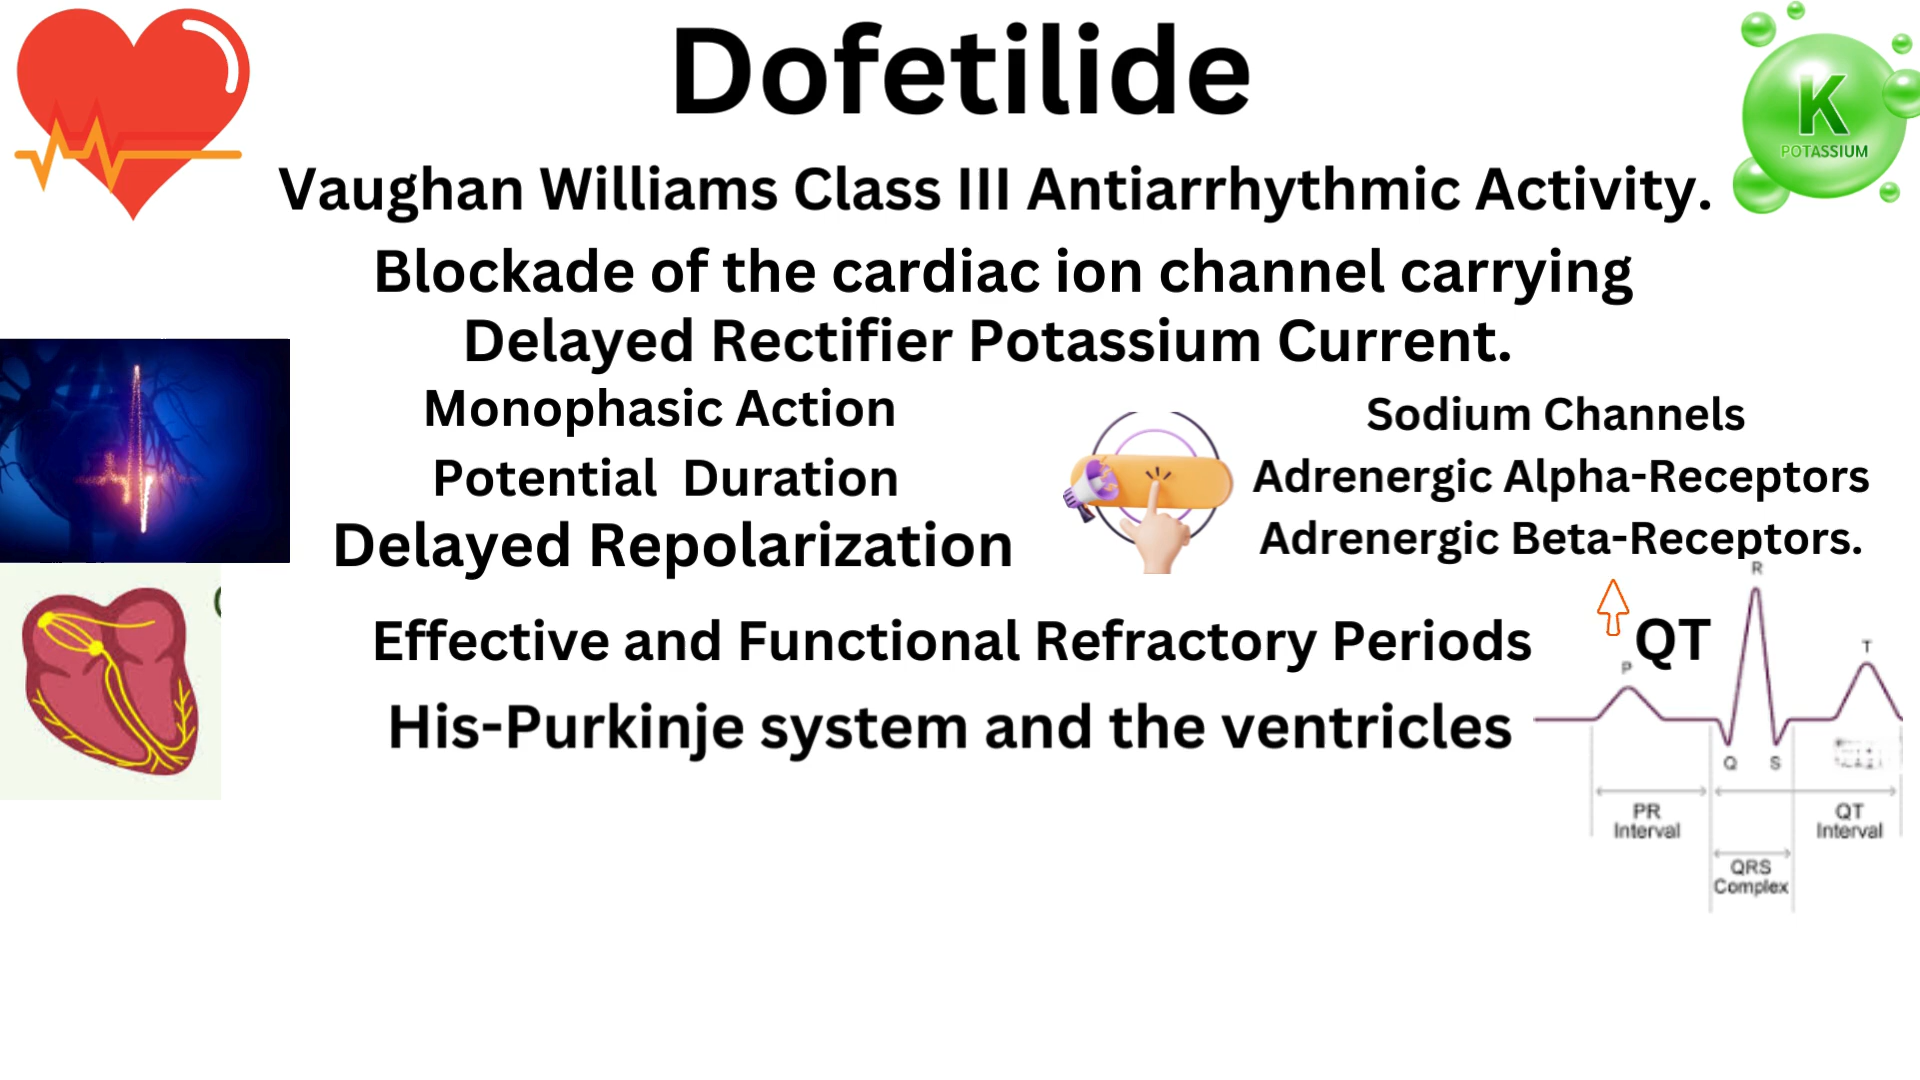 Dofetilide
K
POTASSIUM
Vaughan Williams Class III Antiarrhythmic Activity.
Blockade of the cardiac ion channel carrying
Delayed Rectifier Potassium Current.
Monophasic Action
Potential Duration
Delayed Repolarization
Sodium Channels
Adrenergic Alpha-Receptors
Adrenergic Beta-Receptors.
Effective and Functional Refractory Periods
QT
His-Purkinje system and the ventricles
R
P
T
Q
S
PR
Interval
QT
Interval
QRS
Complex